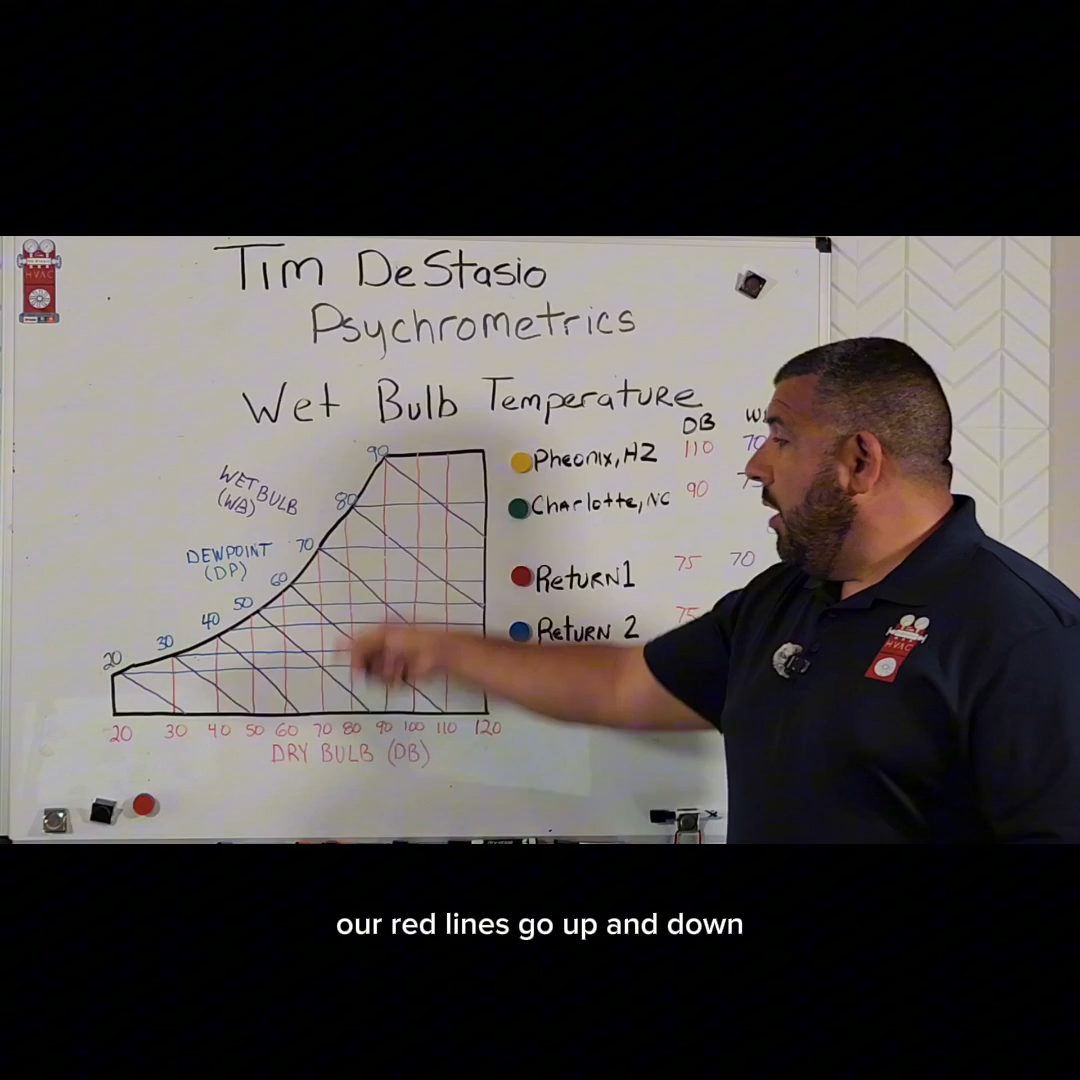 Tim DeStasio
Psychrometrics
Wet Bulb Temperature
DB
Pheonix, AZ 110 70
Charlotte, NC 90
Return 1 75 70
Return 2 75
WET BULB
(WB)
DEWPOINT
(DP)
90
80
70
60
50
40
30
20
20 30 40 50 60 70 80 90 100 110 120
DRY BULB (DB)
HVAC
HVAC
our red lines go up and down